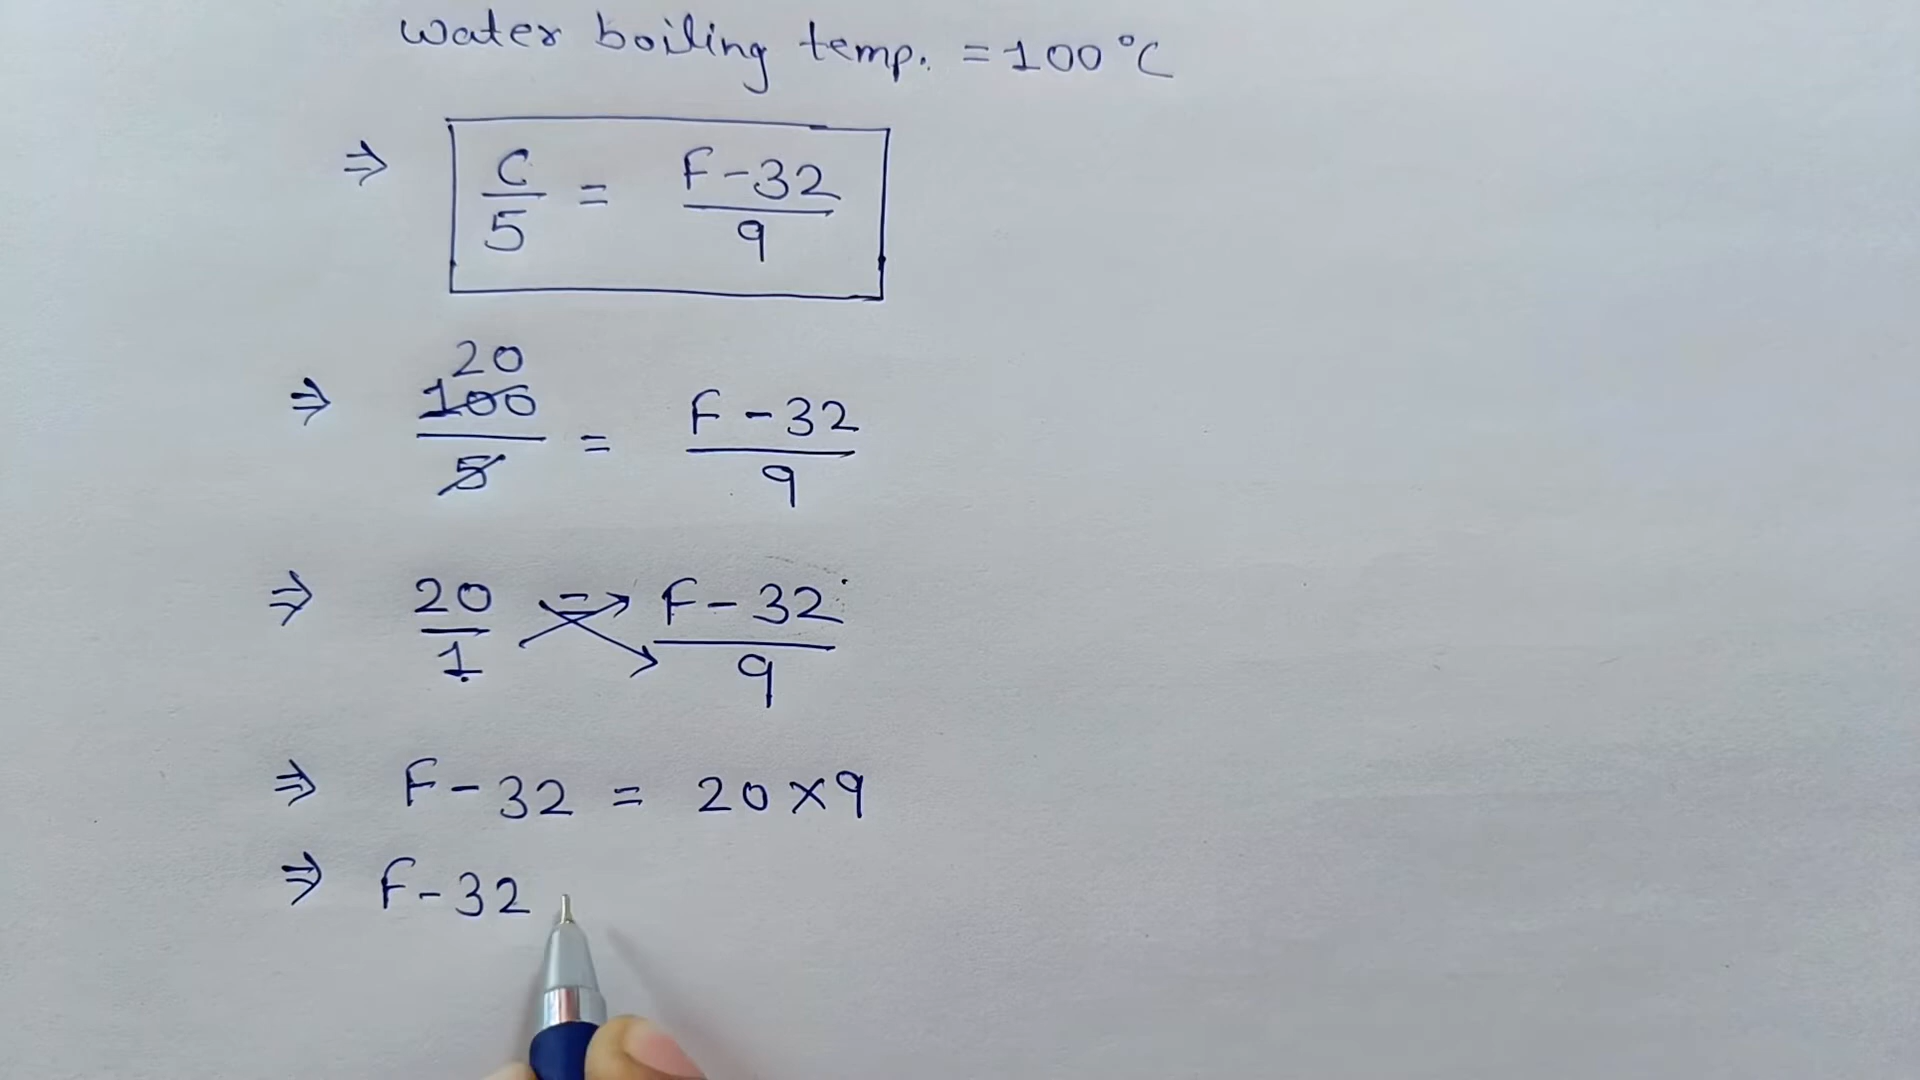 Water boiling temp. = 100°C
⇒ C/5 = F-32/9
⇒ 20
100/5 = F-32/9
⇒ 20/1 = F-32/9
⇒ F-32 = 20×9
⇒ F-32